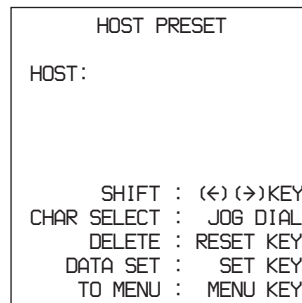 HOST PRESET
HOST:
SHIFT : (←)(→)KEY
CHAR SELECT : JOG DIAL
DELETE : RESET KEY
DATA SET : SET KEY
TO MENU : MENU KEY